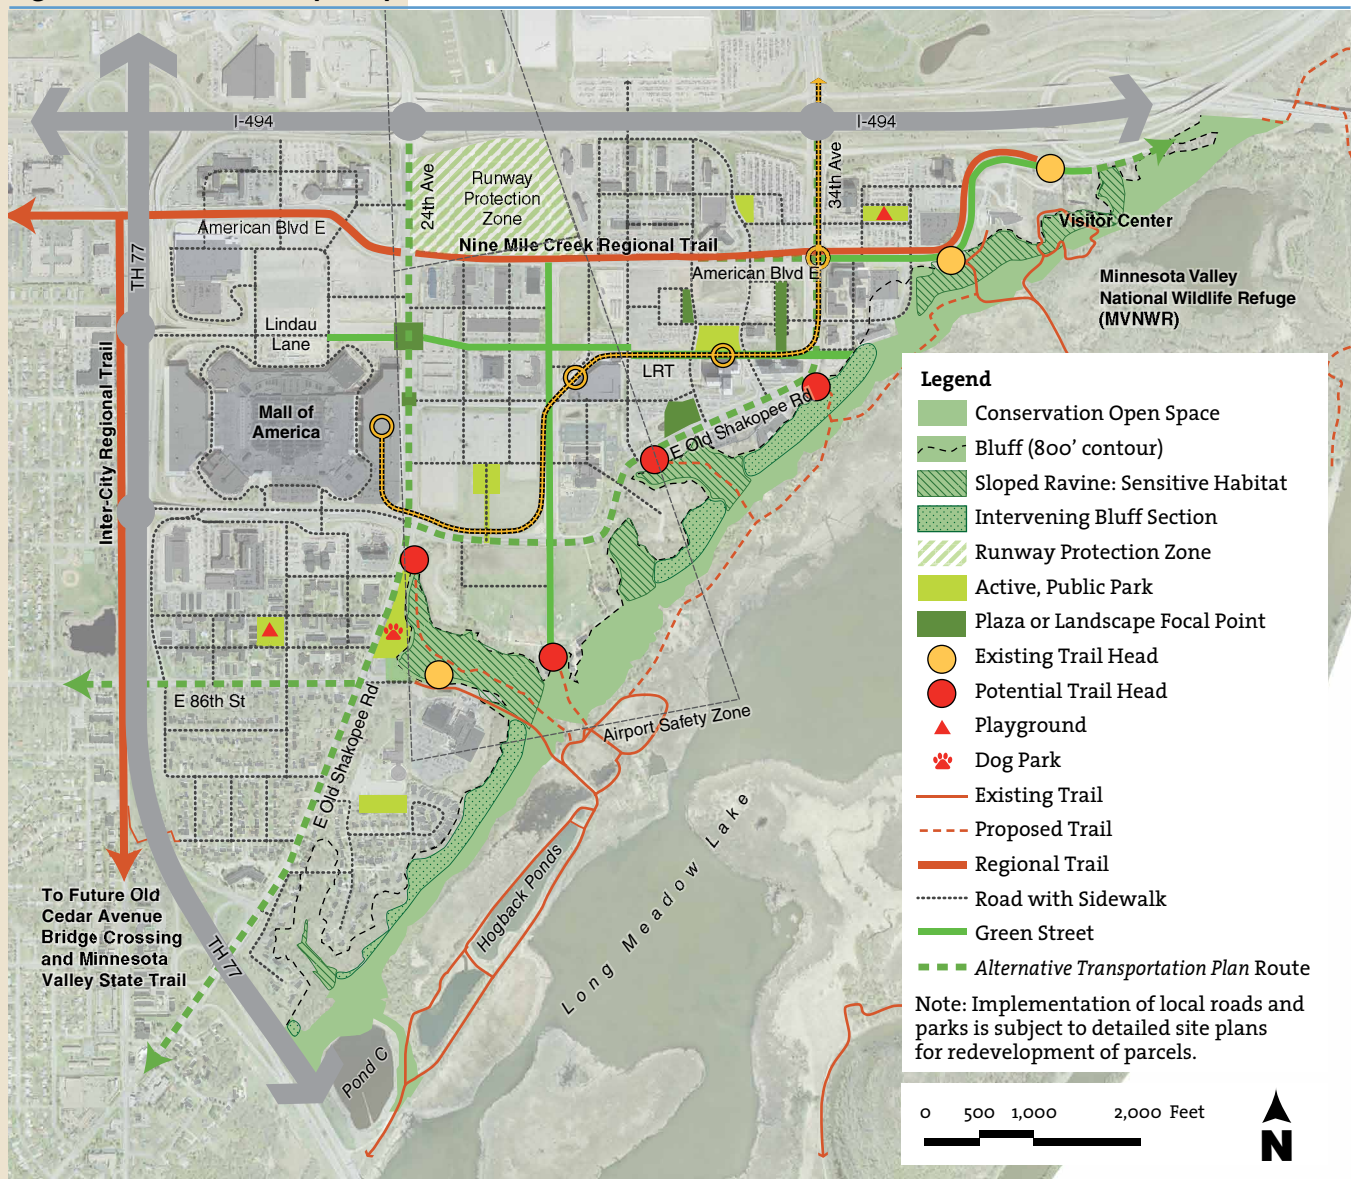 I-494
I-494
24th Ave
34th Ave
Runway
Protection
Zone
American Blvd E
Nine Mile Creek Regional Trail
American Blvd E
Visitor Center
Minnesota Valley
National Wildlife Refuge
(MVNWR)
TH 77
Lindau
Lane
LRT
Inter-City Regional Trail
Mall of
America
E Old Shakopee Rd
E 86th St
E Old Shakopee Rd
Airport Safety Zone
Hogback Ponds
Long Meadow Lake
To Future Old
Cedar Avenue
Bridge Crossing
and Minnesota
Valley State Trail
TH 77
Pond C
Legend
Conservation Open Space
Bluff (800' contour)
Sloped Ravine: Sensitive Habitat
Intervening Bluff Section
Runway Protection Zone
Active, Public Park
Plaza or Landscape Focal Point
Existing Trail Head
Potential Trail Head
Playground
Dog Park
Existing Trail
Proposed Trail
Regional Trail
Road with Sidewalk
Green Street
Alternative Transportation Plan Route
Note: Implementation of local roads and
parks is subject to detailed site plans
for redevelopment of parcels.
0 500 1,000 2,000 Feet
N